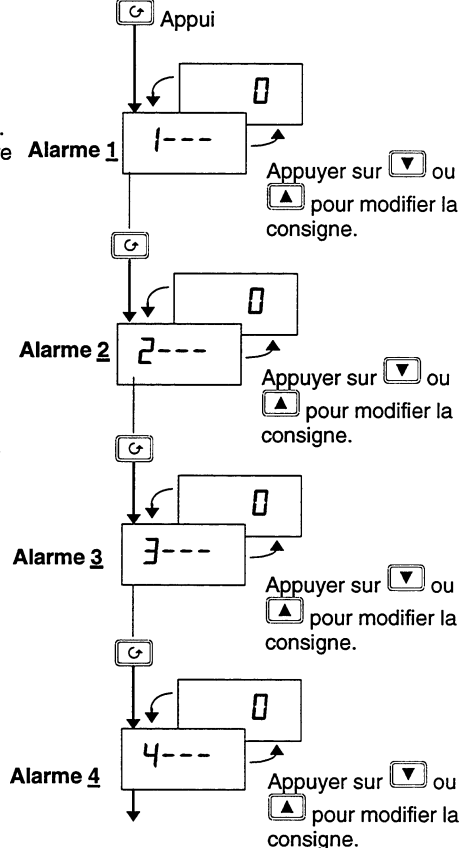 Appui
0
.
e
Alarme 1
1---
Appuyer sur ▼ ou
▲ pour modifier la
consigne.
0
Alarme 2
2---
Appuyer sur ▼ ou
▲ pour modifier la
consigne.
0
Alarme 3
3---
Appuyer sur ▼ ou
▲ pour modifier la
consigne.
0
Alarme 4
4---
Appuyer sur ▼ ou
▲ pour modifier la
consigne.